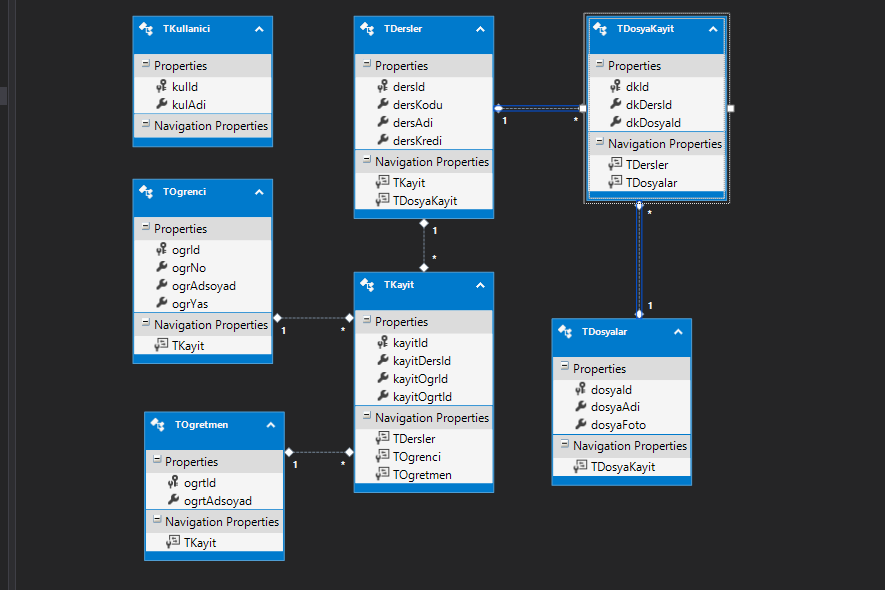 TKullanici
Properties
kulId
kulAdi
Navigation Properties
TDersler
Properties
dersId
dersKodu
dersAdi
dersKredi
Navigation Properties
TKayit
TDosyaKayit
TDosyaKayit
Properties
dkId
dkDersId
dkDosyaId
Navigation Properties
TDersler
TDosyalar
1
*
TOgrenci
Properties
ogrId
ogrNo
ogrAdsoyad
ogrYas
Navigation Properties
TKayit
1
*
*
1
TKayit
Properties
kayitId
kayitDersId
kayitOgrId
kayitOgrtId
Navigation Properties
TDersler
TOgrenci
TOgretmen
1
*
TDosyalar
Properties
dosyaId
dosyaAdi
dosyaFoto
Navigation Properties
TDosyaKayit
TOgretmen
Properties
ogrtId
ogrtAdsoyad
Navigation Properties
TKayit
1
*